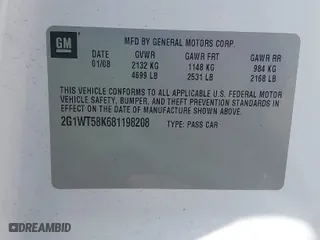 GM
MFD BY GENERAL MOTORS CORP.
DATE GVWR GAWR FRT GAWR RR
01/08 2132 KG 1148 KG 984 KG
4699 LB 2531 LB 2168 LB
THIS VEHICLE CONFORMS TO ALL APPLICABLE U.S. FEDERAL MOTOR
VEHICLE SAFETY, BUMPER, AND THEFT PREVENTION STANDARDS IN
EFFECT ON THE DATE OF MANUFACTURE SHOWN ABOVE.
2G1WT58K681198208 TYPE: PASS CAR
DREAMBID